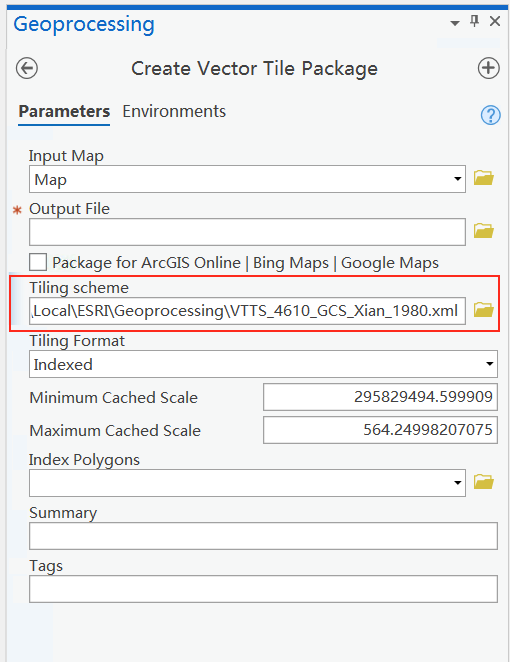 Geoprocessing
Create Vector Tile Package
Parameters Environments
?
Input Map
Map
* Output File
Package for ArcGIS Online | Bing Maps | Google Maps
Tiling scheme
\Local\ESRI\Geoprocessing\VTTS_4610_GCS_Xian_1980.xml
Tiling Format
Indexed
Minimum Cached Scale 295829494.599909
Maximum Cached Scale 564.24998207075
Index Polygons
Summary
Tags